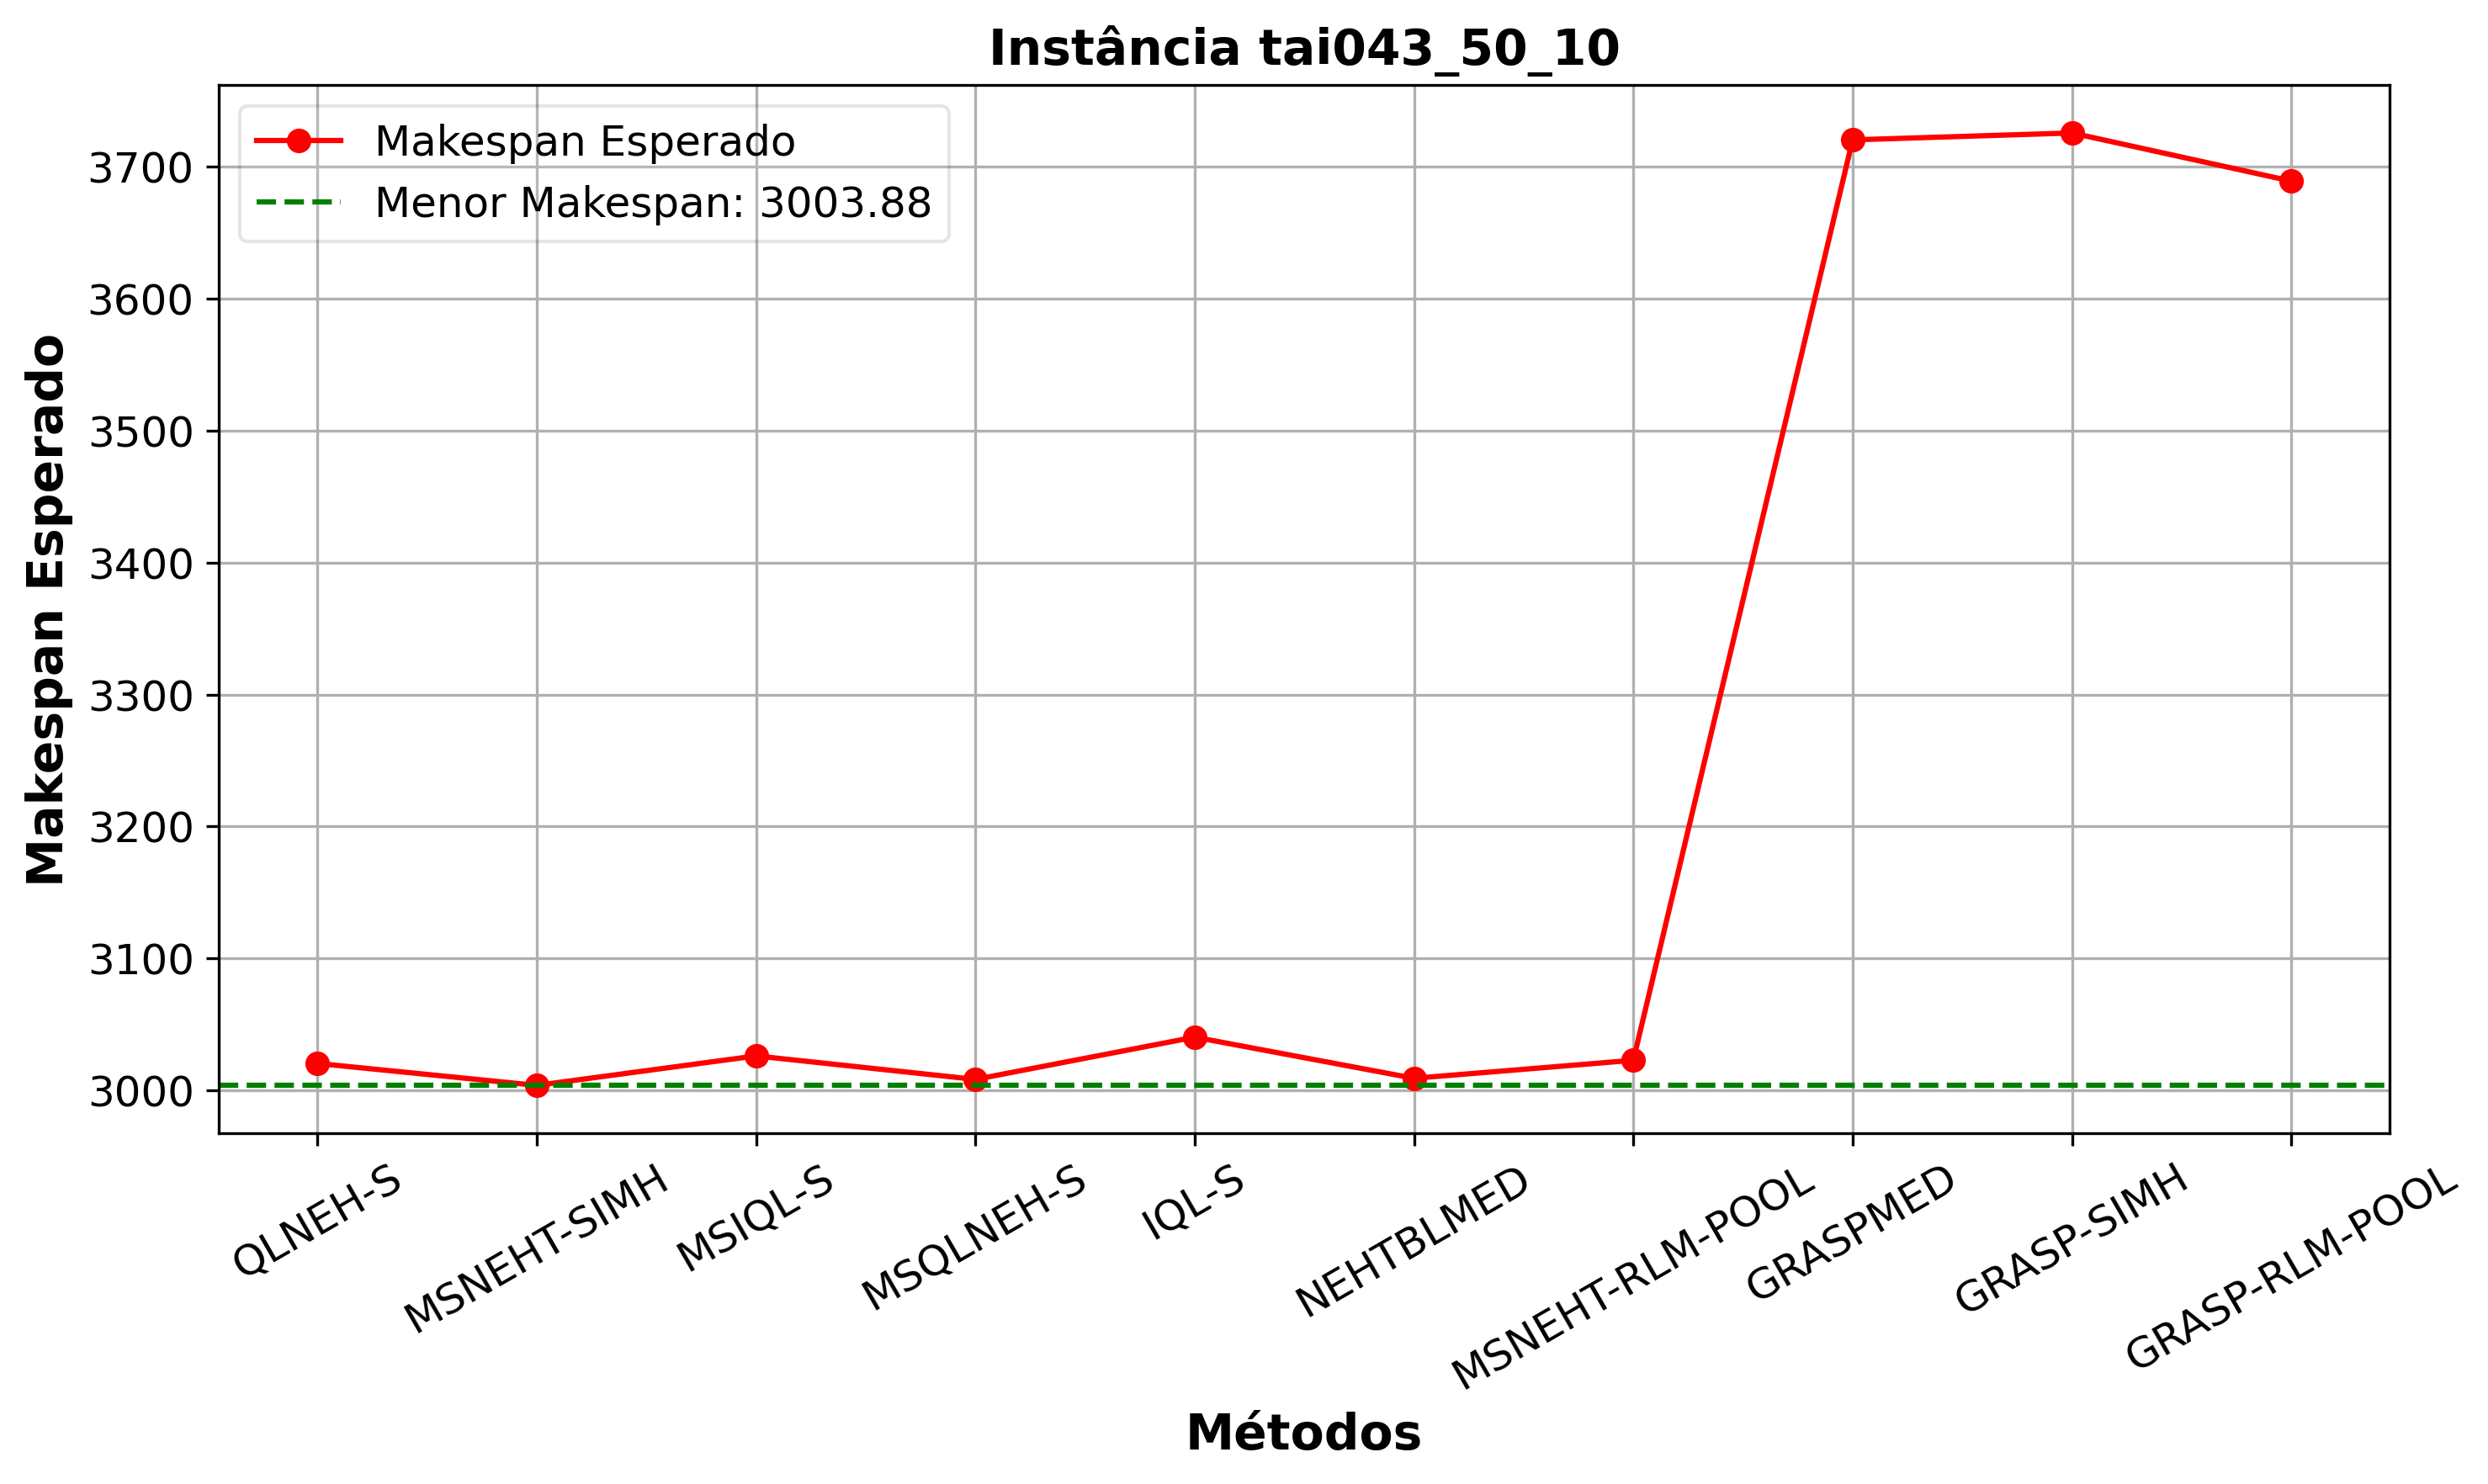 Instância tai043_50_10
Makespan Esperado
Menor Makespan: 3003.88
Makespan Esperado
3700
3600
3500
3400
3300
3200
3100
3000
QLNEH-S
MSNEHT-SIMH
MSIQL-S
MSQLNEH-S
IQL-S
NEHTBLMED
MSNEHT-RLM-POOL
GRASPMED
GRASP-SIMH
GRASP-RLM-POOL
Métodos